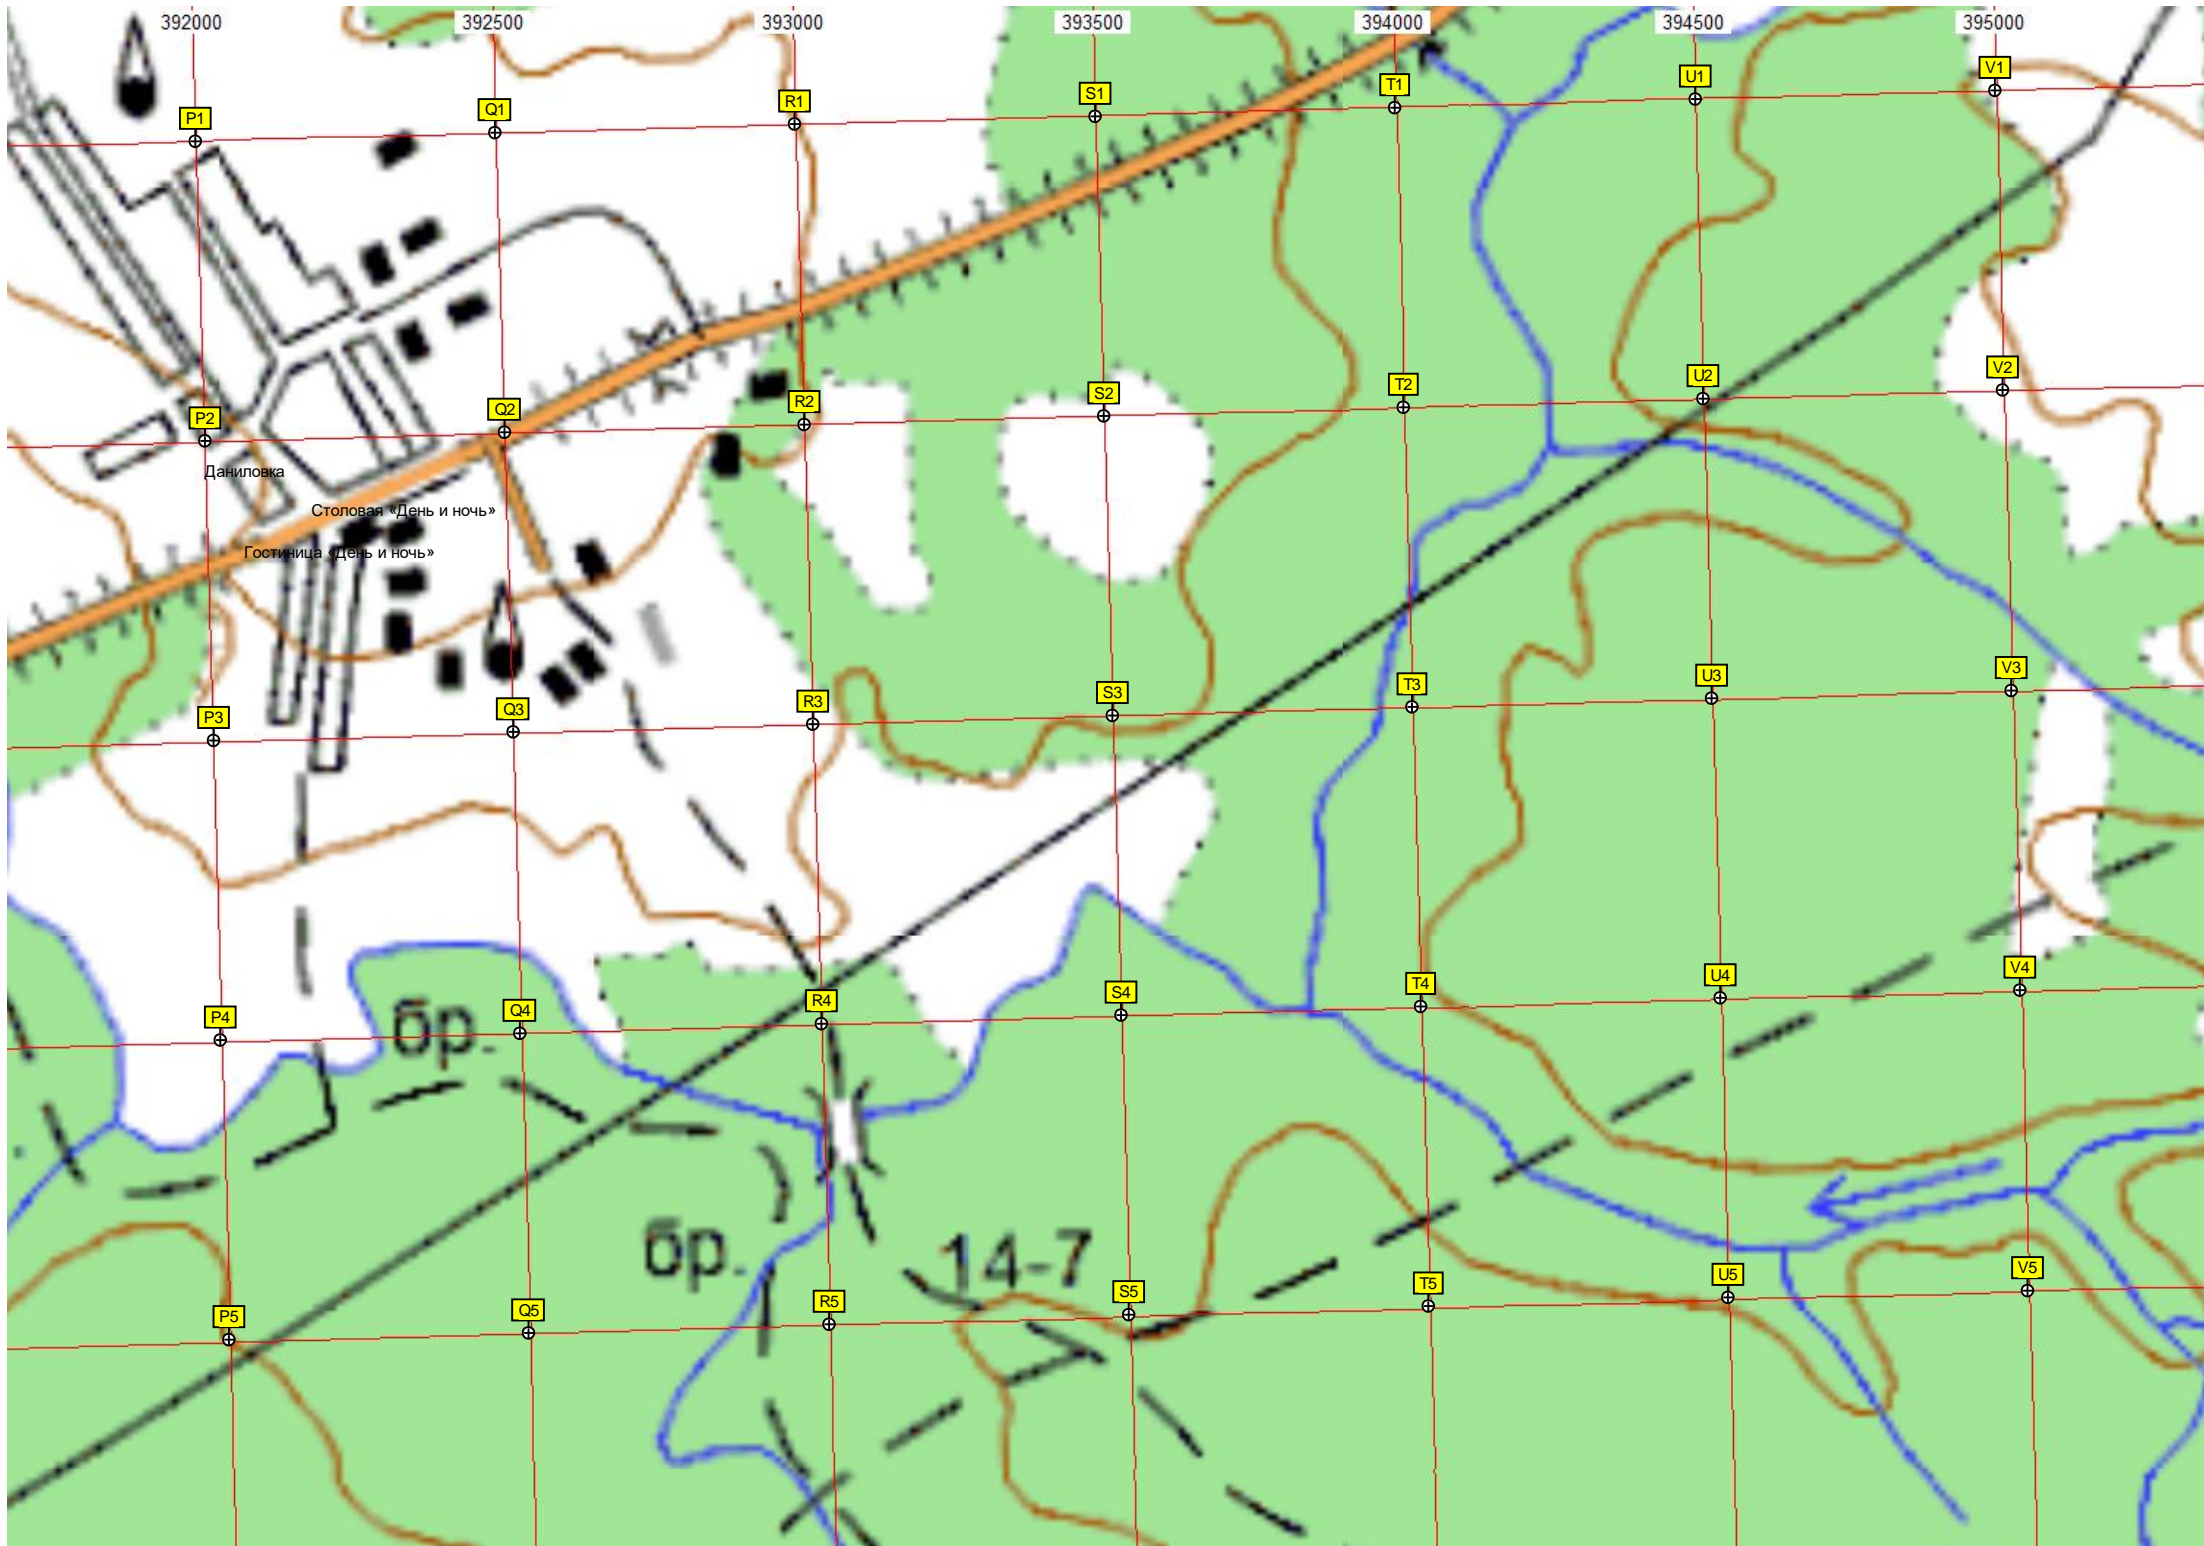 392000 392500 393000 393500 394000 394500 395000
P1 Q1 R1 S1 T1 U1 V1
P2 Q2 R2 S2 T2 U2 V2
Даниловка
Столовая «День и ночь»
Гостиница «День и ночь»
P3 Q3 R3 S3 T3 U3 V3
P4 Q4 R4 S4 T4 U4 V4
бр.
бр. 14-7
P5 Q5 R5 S5 T5 U5 V5